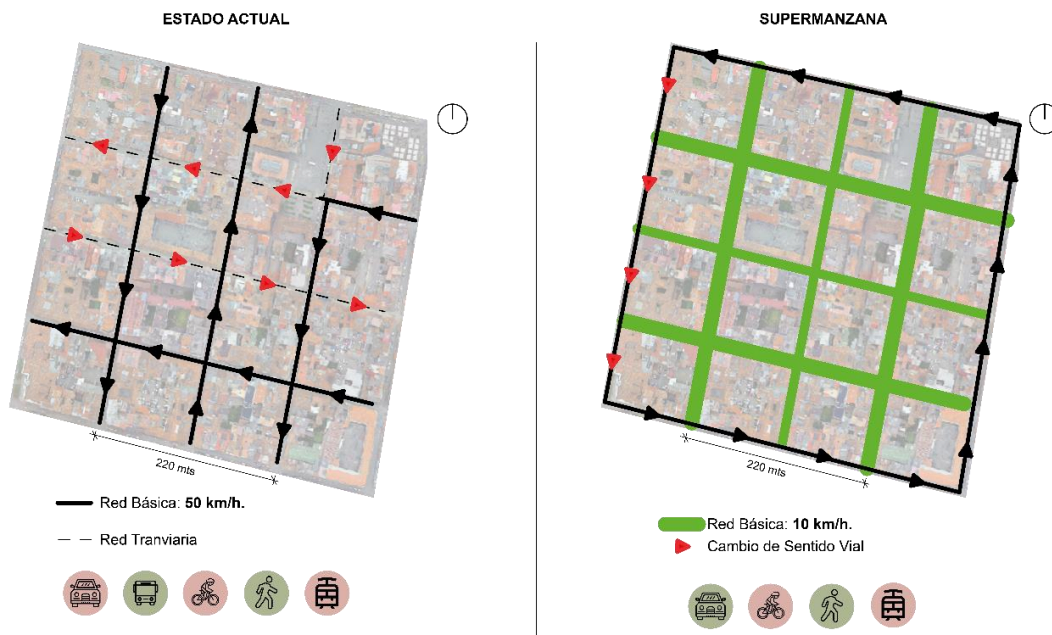 ESTADO ACTUAL
220 mts
Red Básica: 50 km/h.
Red Tranviaria
SUPERMANZANA
220 mts
Red Básica: 10 km/h.
Cambio de Sentido Vial